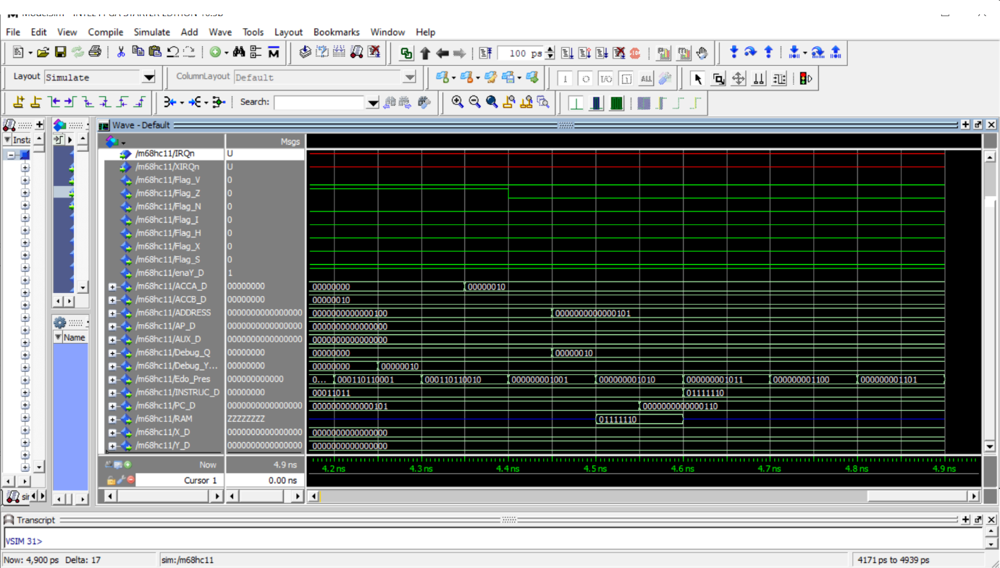 File Edit View Compile Simulate Add Wave Tools Layout Bookmarks Window Help
100 ps
Layout Simulate ColumnLayout Default
Search:
Wave - Default
Insta
Msgs
/m68hc11/IRQn U
/m68hc11/XIRQn U
/m68hc11/Flag_V 0
/m68hc11/Flag_Z 0
/m68hc11/Flag_N 0
/m68hc11/Flag_I 0
/m68hc11/Flag_H 0
/m68hc11/Flag_X 0
/m68hc11/Flag_S 0
/m68hc11/enaY_D 1
/m68hc11/ACCA_D 00000000 00000000 00000010
/m68hc11/ACCB_D 00000000 00000010
/m68hc11/ADDRESS 0000000000000000 0000000000000100 0000000000000101
/m68hc11/AP_D 0000000000000000 0000000000000000
/m68hc11/AUX_D 0000000000000000 0000000000000000
/m68hc11/Debug_Q 00000000 00000000 00000010
/m68hc11/Debug_Y... 00000000 00000000 00000010
/m68hc11/Edo_Pres 000000000000 0... 000110110001 000110110010 000000001001 000000001010 000000001011 000000001100 000000001101
/m68hc11/INSTRUC_D 00000000 00011011 01111110
/m68hc11/PC_D 0000000000000000 0000000000000101 0000000000000110
/m68hc11/RAM ZZZZZZZZ 01111110
/m68hc11/X_D 0000000000000000 0000000000000000
/m68hc11/Y_D 0000000000000000 0000000000000000
Name
Now 4.9 ns 4.2 ns 4.3 ns 4.4 ns 4.5 ns 4.6 ns 4.7 ns 4.8 ns 4.9 ns
Cursor 1 0.00 ns
Transcript
VSIM 31>
Now: 4,900 ps Delta: 17 sim:/m68hc11 4171 ps to 4939 ps